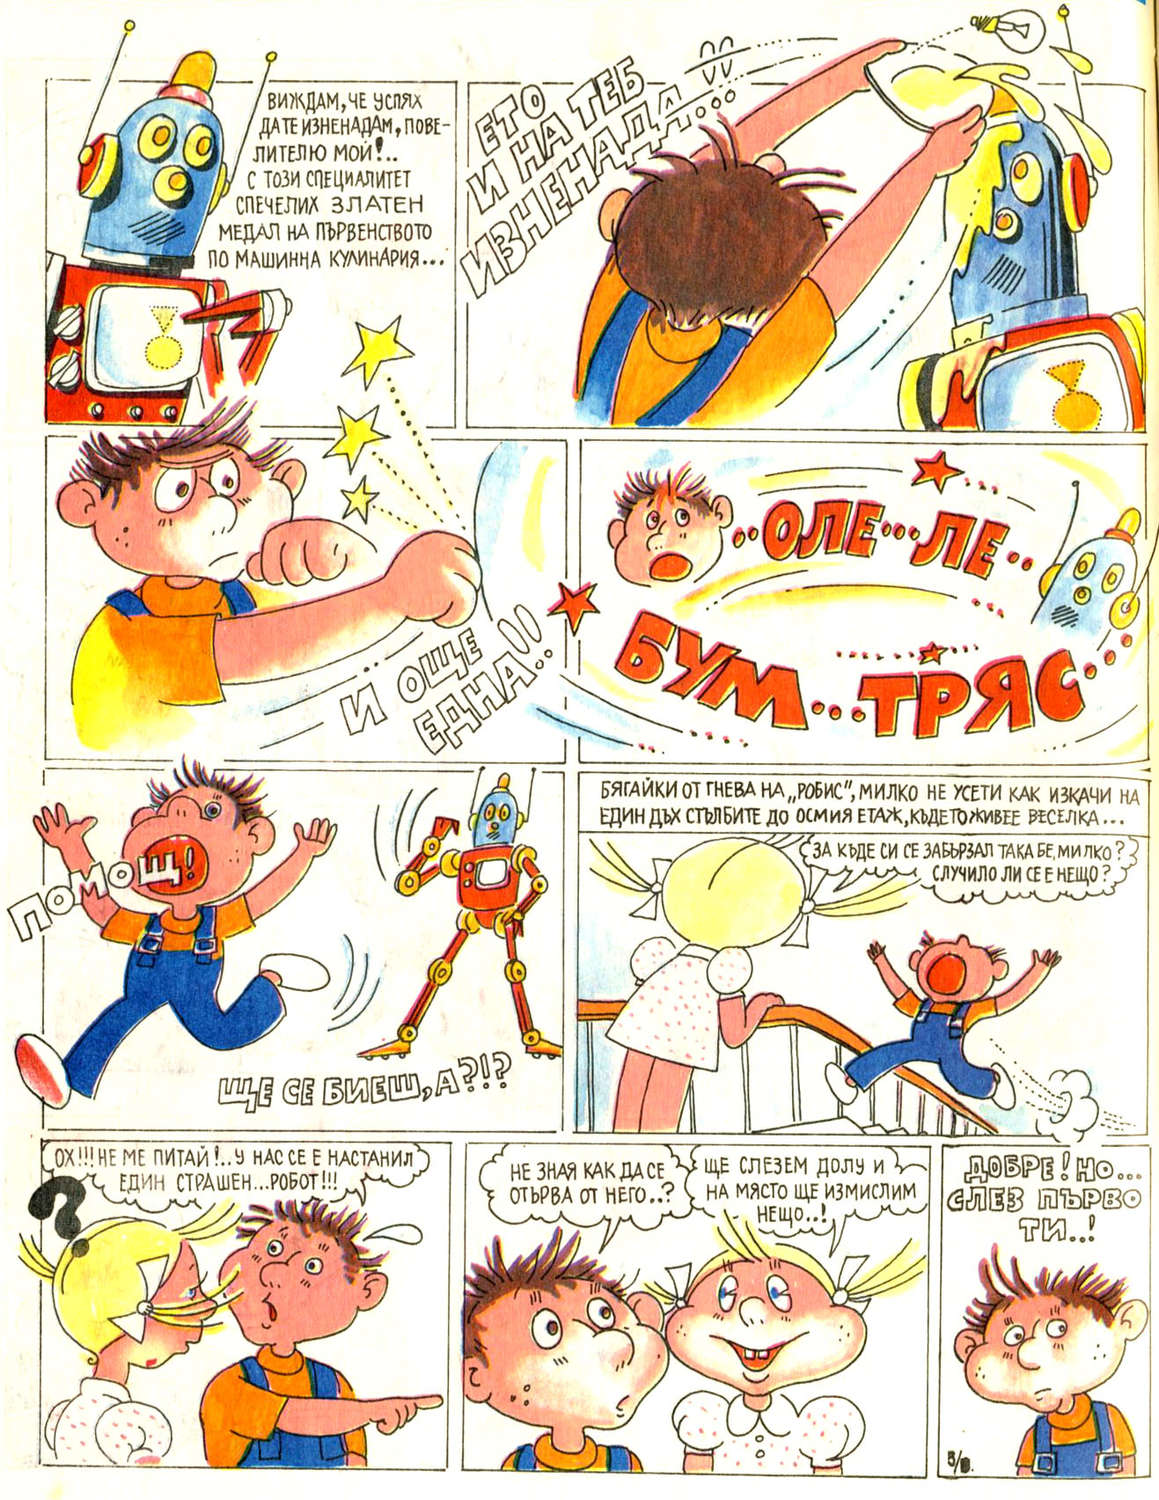 ВИЖДАМ, ЧЕ УСПЯХ
ДАТЕ ИЗНЕНАДАМ, ПОВЕ-
ЛИТЕЛЮ МОЙ!..
С ТОЗИ СПЕЦИАЛИТЕТ
СПЕЧЕЛИХ ЗЛАТЕН
МЕДАЛ НА ПЪРВЕНСТВОТО
ПО МАШИННА КУЛИНАРИЯ...
ЕТО
И НА ТЕБ
ИЗНЕНАДА...!!
И ОЩЕ
ЕДНА..!!
..ОЛЕ...ЛЕ..
БУМ...ТРЯС...
ПОМОЩ!
ЩЕ СЕ БИЕШ, А?!?
БЯГАЙКИ ОТ ГНЕВА НА „РОБИС", МИЛКО НЕ УСЕТИ КАК ИЗКАЧИ НА
ЕДИН ДЪХ СТЪЛБИТЕ ДО ОСМИЯ ЕТАЖ, КЪДЕТО ЖИВЕЕ ВЕСЕЛКА...
ЗА КЪДЕ СИ СЕ ЗАБЪРЗАЛ ТАКА БЕ, МИЛКО?
СЛУЧИЛО ЛИ СЕ Е НЕЩО?
ОХ!!! НЕ МЕ ПИТАЙ!..У НАС СЕ Е НАСТАНИЛ
ЕДИН СТРАШЕН...РОБОТ!!!
?
НЕ ЗНАЯ КАК ДА СЕ
ОТЪРВА ОТ НЕГО..?
ЩЕ СЛЕЗЕМ ДОЛУ И
НА МЯСТО ЩЕ ИЗМИСЛИМ
НЕЩО..!
ДОБРЕ! НО...
СЛЕЗ ПЪРВО
ТИ..!